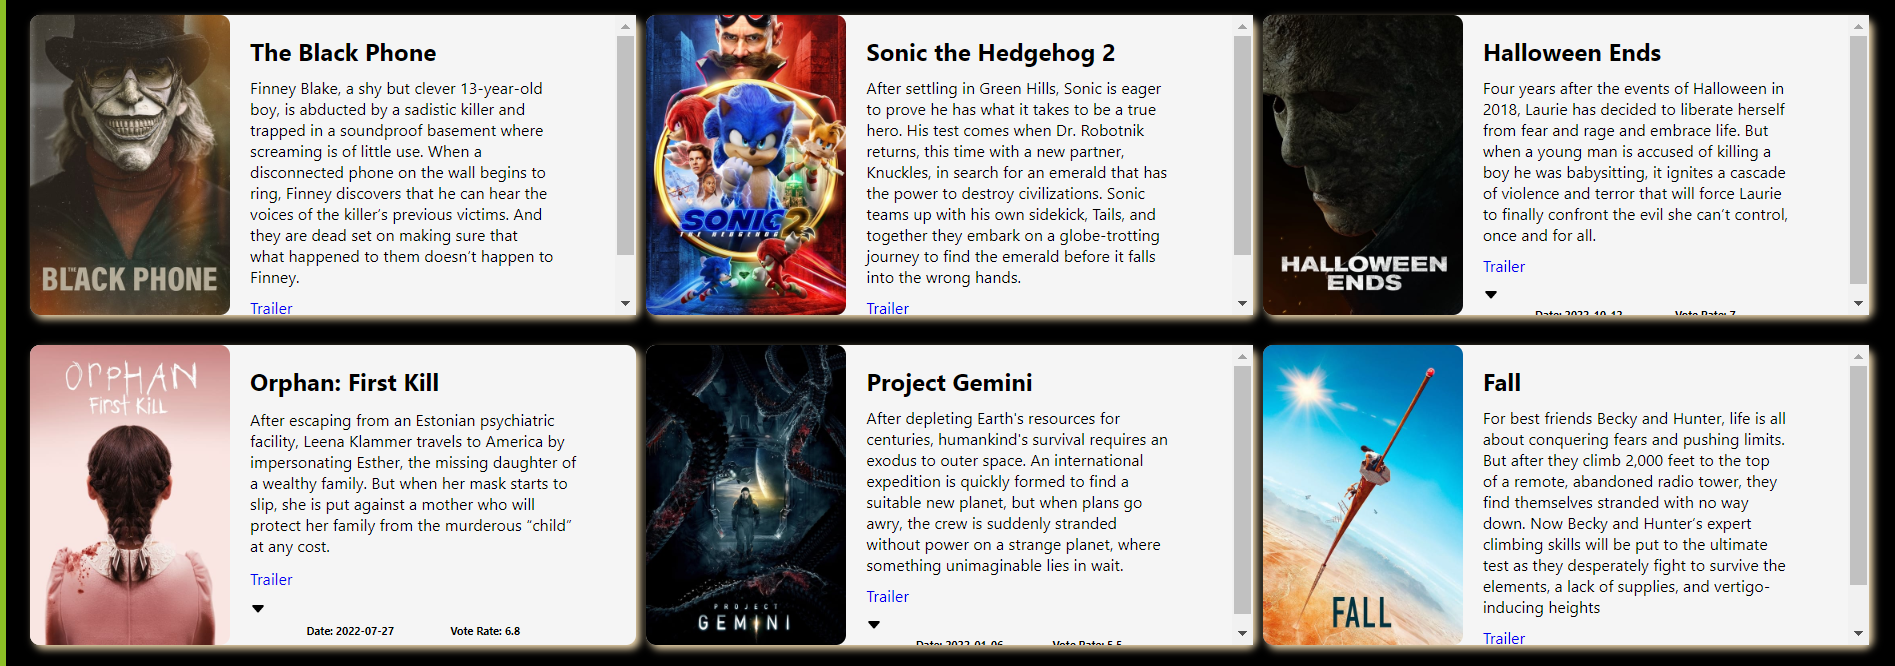 THE
BLACK PHONE
The Black Phone
Finney Blake, a shy but clever 13-year-old
boy, is abducted by a sadistic killer and
trapped in a soundproof basement where
screaming is of little use. When a
disconnected phone on the wall begins to
ring, Finney discovers that he can hear the
voices of the killer’s previous victims. And
they are dead set on making sure that
what happened to them doesn’t happen to
Finney.
Trailer
SONIC 2
THE HEDGEHOG
Sonic the Hedgehog 2
After settling in Green Hills, Sonic is eager
to prove he has what it takes to be a true
hero. His test comes when Dr. Robotnik
returns, this time with a new partner,
Knuckles, in search for an emerald that has
the power to destroy civilizations. Sonic
teams up with his own sidekick, Tails, and
together they embark on a globe-trotting
journey to find the emerald before it falls
into the wrong hands.
Trailer
HALLOWEEN
ENDS
Halloween Ends
Four years after the events of Halloween in
2018, Laurie has decided to liberate herself
from fear and rage and embrace life. But
when a young man is accused of killing a
boy he was babysitting, it ignites a cascade
of violence and terror that will force Laurie
to finally confront the evil she can’t control,
once and for all.
Trailer
Date: 2022-10-12 Vote Rate: 7
ORPHAN
First Kill
Orphan: First Kill
After escaping from an Estonian psychiatric
facility, Leena Klammer travels to America by
impersonating Esther, the missing daughter of
a wealthy family. But when her mask starts to
slip, she is put against a mother who will
protect her family from the murderous “child”
at any cost.
Trailer
Date: 2022-07-27 Vote Rate: 6.8
PROJECT
GEMINI
Project Gemini
After depleting Earth's resources for
centuries, humankind's survival requires an
exodus to outer space. An international
expedition is quickly formed to find a
suitable new planet, but when plans go
awry, the crew is suddenly stranded
without power on a strange planet, where
something unimaginable lies in wait.
Trailer
Date: 2022-01-06 Vote Rate: 5.5
FALL
Fall
For best friends Becky and Hunter, life is all
about conquering fears and pushing limits.
But after they climb 2,000 feet to the top
of a remote, abandoned radio tower, they
find themselves stranded with no way
down. Now Becky and Hunter’s expert
climbing skills will be put to the ultimate
test as they desperately fight to survive the
elements, a lack of supplies, and vertigo-
inducing heights
Trailer